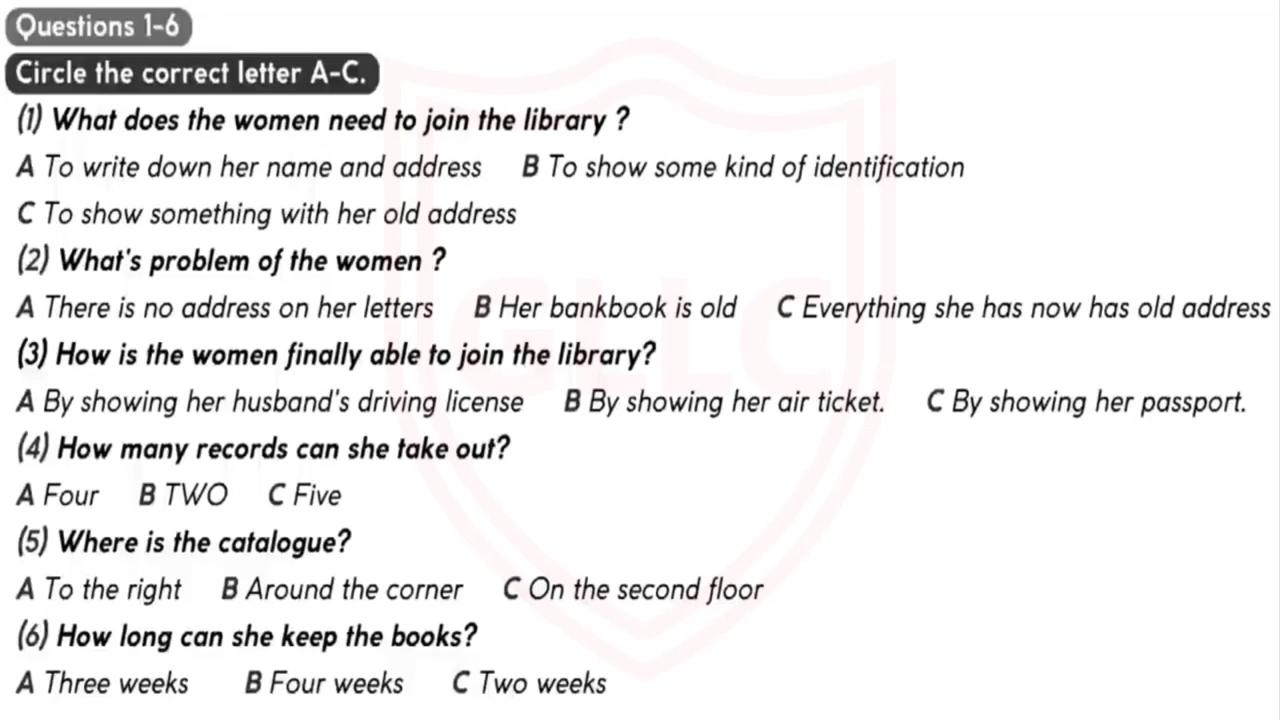 Questions 1-6
Circle the correct letter A-C.
(1) What does the women need to join the library ?
A To write down her name and address B To show some kind of identification
C To show something with her old address
(2) What's problem of the women ?
A There is no address on her letters B Her bankbook is old C Everything she has now has old address
(3) How is the women finally able to join the library?
A By showing her husband's driving license B By showing her air ticket. C By showing her passport.
(4) How many records can she take out?
A Four B TWO C Five
(5) Where is the catalogue?
A To the right B Around the corner C On the second floor
(6) How long can she keep the books?
A Three weeks B Four weeks C Two weeks
GLLC